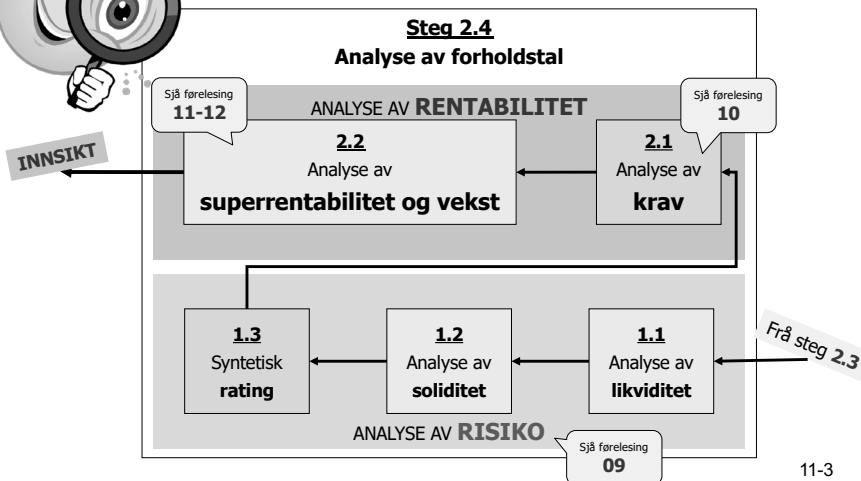 Steg 2.4
Analyse av forholdstal
Sjå førelesing
11-12
ANALYSE AV RENTABILITET
Sjå førelesing
10
INNSIKT
2.2
Analyse av
superrentabilitet og vekst
2.1
Analyse av
krav
1.3
Syntetisk
rating
1.2
Analyse av
soliditet
1.1
Analyse av
likviditet
Frå steg 2.3
ANALYSE AV RISIKO
Sjå førelesing
09
11-3